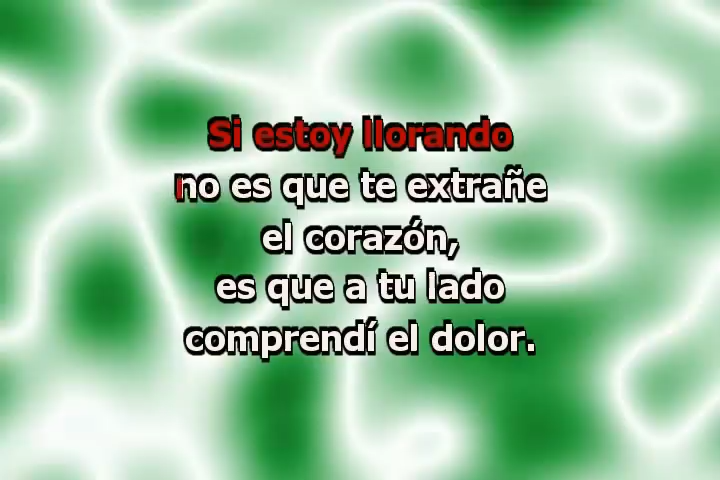 Si estoy llorando
no es que te extrañe
el corazón,
es que a tu lado
comprendí el dolor.